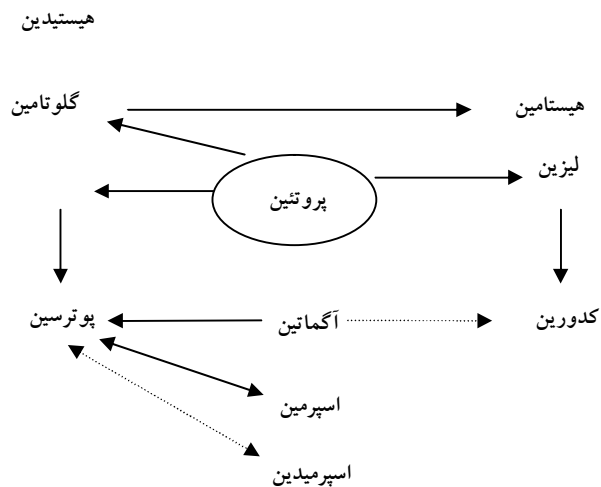 هیستیدین
گلوتامین
هیستامین
لیزین
پروتئین
پوترسین
آگماتین
کدورین
اسپرمین
اسپرمیدین